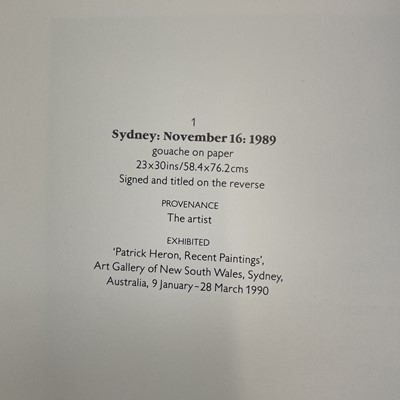 1
Sydney: November 16: 1989
gouache on paper
23x30ins/58.4x76.2cms
Signed and titled on the reverse
PROVENANCE
The artist
EXHIBITED
‘Patrick Heron, Recent Paintings’,
Art Gallery of New South Wales, Sydney,
Australia, 9 January–28 March 1990